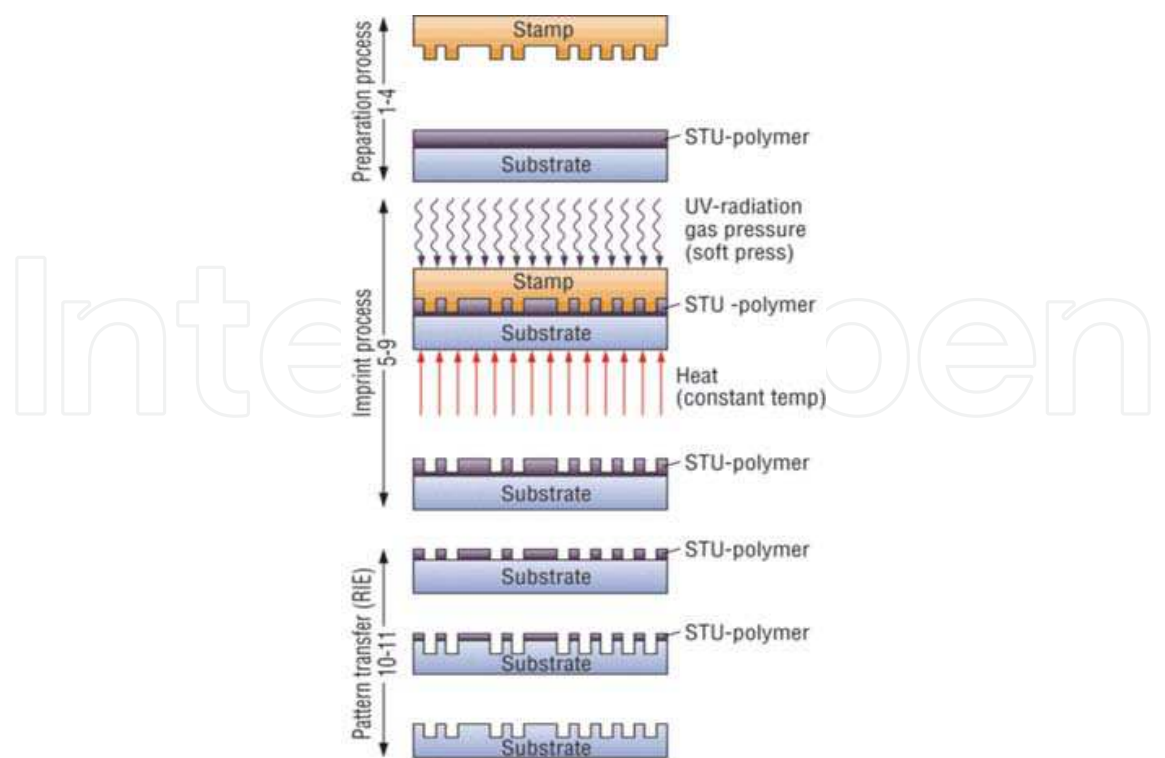 Stamp
Preparation process
1-4
STU-polymer
Substrate
UV-radiation
gas pressure
(soft press)
Stamp
STU -polymer
Substrate
Imprint process
5-9
Heat
(constant temp)
STU-polymer
Substrate
STU-polymer
Substrate
Pattern transfer (RIE)
10-11
STU-polymer
Substrate
Substrate